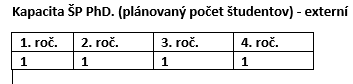 Kapacita ŠP PhD. (plánovaný počet študentov) - externí
1. roč. 2. roč. 3. roč. 4. roč.
1 1 1 1